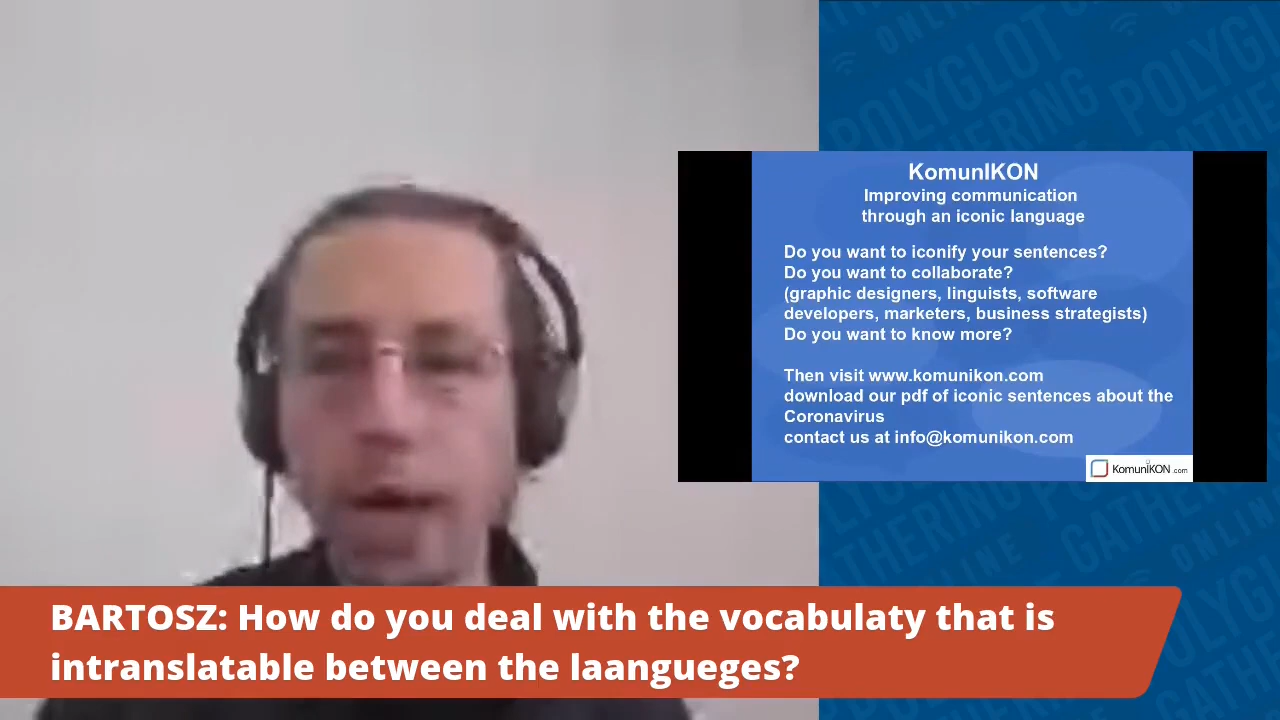 POLYGLOT
GATHERING
ONLINE
KomunIKON
Improving communication
through an iconic language
Do you want to iconify your sentences?
Do you want to collaborate?
(graphic designers, linguists, software
developers, marketers, business strategists)
Do you want to know more?
Then visit www.komunikon.com
download our pdf of iconic sentences about the
Coronavirus
contact us at info@komunikon.com
KomunIKON.com
BARTOSZ: How do you deal with the vocabulaty that is
intranslatable between the laangueges?